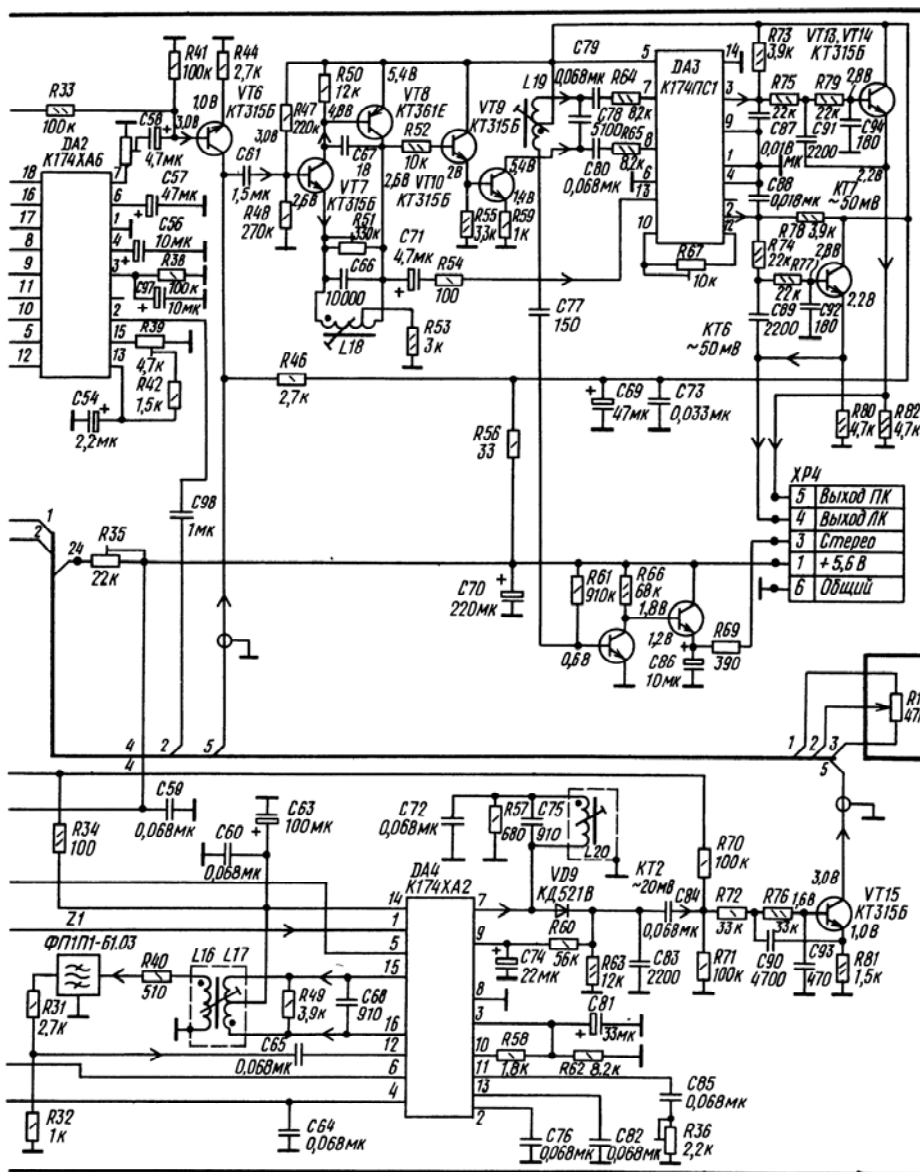 R33
100к
R41
100к
R44
2,7к
1,0В
3,0В
VT6
КТ315Б
DA2
К174ХА6
C58
4,7мк
18
16
17
8
9
11
10
5
12
7
6
1
4
3
2
15
13
C57
47мк
C56
10мк
R38
100к
C97
10мк
R39
4,7к
R42
1,5к
C54
2,2мк
C61
1,5мк
R47
220к
3,0В
R48
270к
R50
12к
4,8В
5,4В
VT8
КТ361Е
C67
18
2,6В
VT7
КТ315Б
R51
330к
C66
10000
L18
R52
10к
2,6В
VT10
КТ315Б
VT9
КТ315Б
2В
R55
3,3к
1,4В
R59
1к
5,4В
C71
4,7мк
R54
100
R53
3к
L19
C79
0,068мк
R64
8,2к
C78
5100
R65
8,2к
C80
0,068мк
C77
150
DA3
К174ПС1
5
7
8
6
13
10
14
3
9
1
4
2
12
R67
10к
R73
3,9к
VT13, VT14
КТ315Б
R75
22к
R79
22к
2,8В
C87
0,018
мк
C91
2200
C94
180
2,2В
C88
0,018мк
КТ7
~50мВ
R78
3,9к
R74
22к
R77
22к
2,8В
2,2В
C89
2200
C92
180
КТ6
~50мВ
R80
4,7к
R82
4,7к
R46
2,7к
C69
47мк
C73
0,033мк
R56
33
C98
1мк
1
2
24
R35
22к
C70
220мк
R61
910к
R66
68к
1,8В
0,6В
1,2В
C86
10мк
R69
390
XP4
5 Выход ПК
4 Выход ЛК
3 Стерео
1 +5,6 В
6 Общий
4
2
5
1
2
3
5
4
R34
100
C59
0,068мк
C60
0,068мк
C63
100мк
Z1
ФП1П1-61.03
R40
510
L16
L17
R31
2,7к
R32
1к
R49
3,9к
C68
910
C65
0,068мк
C64
0,068мк
DA4
К174ХА2
14
1
5
15
16
12
6
4
7
9
8
3
10
11
13
2
C72
0,068мк
R57
680
C75
910
L20
VD9
КД521В
КТ2
~20мВ
C84
0,068мк
R60
56к
C74
22мк
R63
12к
C83
2200
C81
33мк
R58
1,8к
R62
8,2к
C85
0,068мк
R36
2,2к
C76
0,068мк
C82
0,068мк
R70
100к
R71
100к
R72
33к
R76
33к
1,6В
C90
4700
C93
470
3,0В
VT15
КТ315Б
1,0В
R81
1,5к